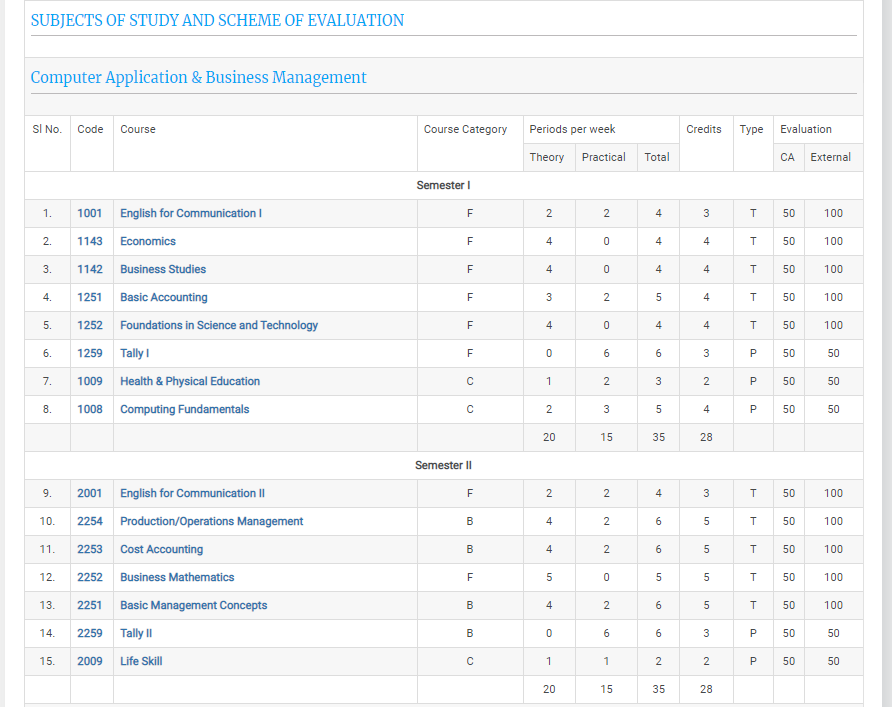 SUBJECTS OF STUDY AND SCHEME OF EVALUATION
Computer Application & Business Management
Sl No. Code Course Course Category Periods per week Credits Type Evaluation
Theory Practical Total CA External
Semester I
1. 1001 English for Communication I F 2 2 4 3 T 50 100
2. 1143 Economics F 4 0 4 4 T 50 100
3. 1142 Business Studies F 4 0 4 4 T 50 100
4. 1251 Basic Accounting F 3 2 5 4 T 50 100
5. 1252 Foundations in Science and Technology F 4 0 4 4 T 50 100
6. 1259 Tally I F 0 6 6 3 P 50 50
7. 1009 Health & Physical Education C 1 2 3 2 P 50 50
8. 1008 Computing Fundamentals C 2 3 5 4 P 50 50
20 15 35 28
Semester II
9. 2001 English for Communication II F 2 2 4 3 T 50 100
10. 2254 Production/Operations Management B 4 2 6 5 T 50 100
11. 2253 Cost Accounting B 4 2 6 5 T 50 100
12. 2252 Business Mathematics F 5 0 5 5 T 50 100
13. 2251 Basic Management Concepts B 4 2 6 5 T 50 100
14. 2259 Tally II B 0 6 6 3 P 50 50
15. 2009 Life Skill C 1 1 2 2 P 50 50
20 15 35 28